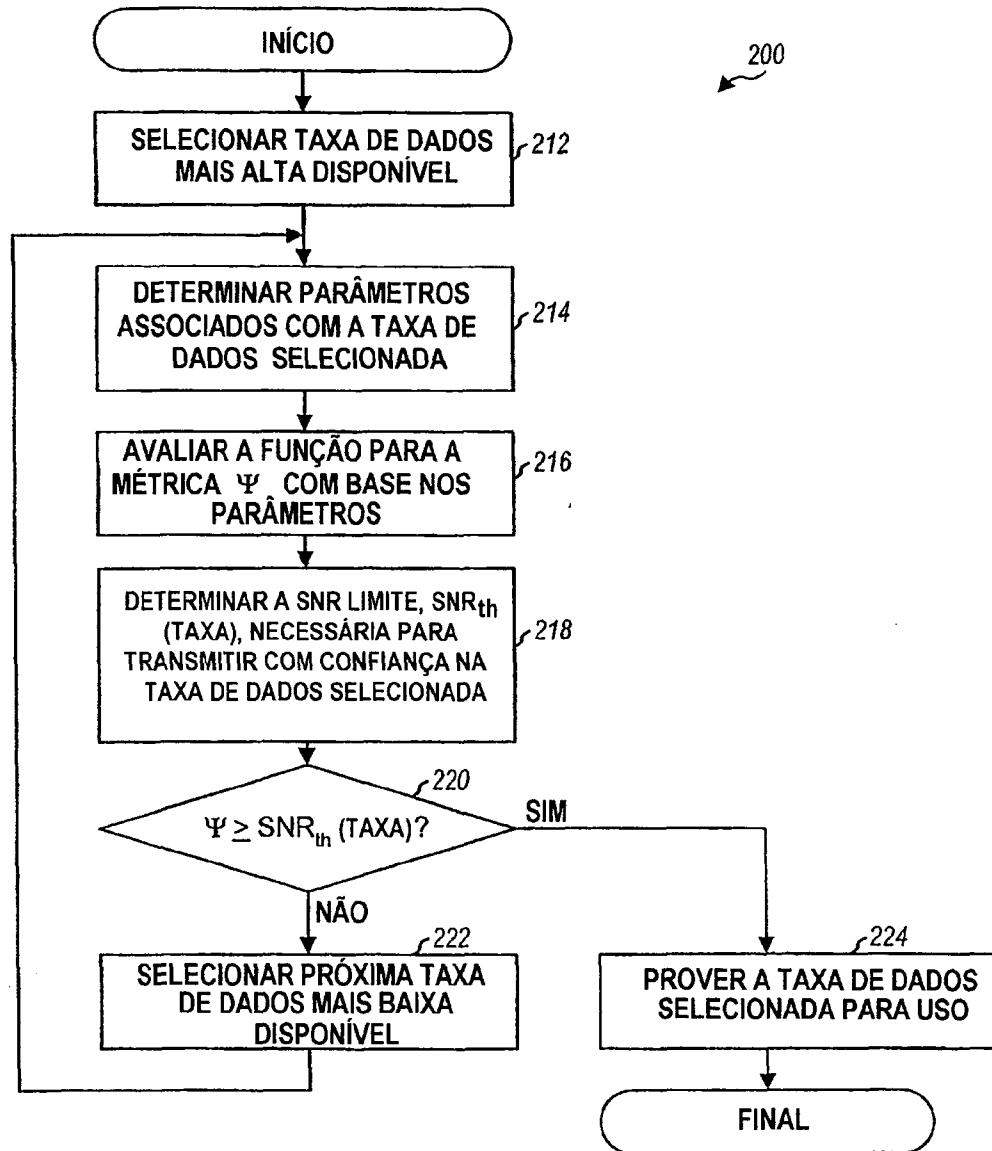 INÍCIO
200
SELECIONAR TAXA DE DADOS
MAIS ALTA DISPONÍVEL
212
DETERMINAR PARÂMETROS
ASSOCIADOS COM A TAXA DE
DADOS SELECIONADA
214
AVALIAR A FUNÇÃO PARA A
MÉTRICA Ψ COM BASE NOS
PARÂMETROS
216
DETERMINAR A SNR LIMITE, SNRth
(TAXA), NECESSÁRIA PARA
TRANSMITIR COM CONFIANÇA NA
TAXA DE DADOS SELECIONADA
218
220
Ψ ≥ SNRth (TAXA)?
SIM
NÃO
222
SELECIONAR PRÓXIMA TAXA
DE DADOS MAIS BAIXA
DISPONÍVEL
224
PROVER A TAXA DE DADOS
SELECIONADA PARA USO
FINAL